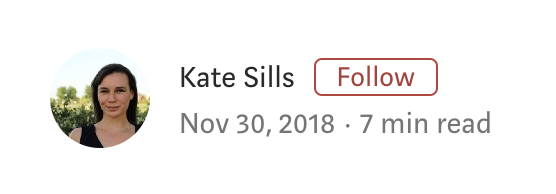 Kate Sills Follow
Nov 30, 2018 · 7 min read